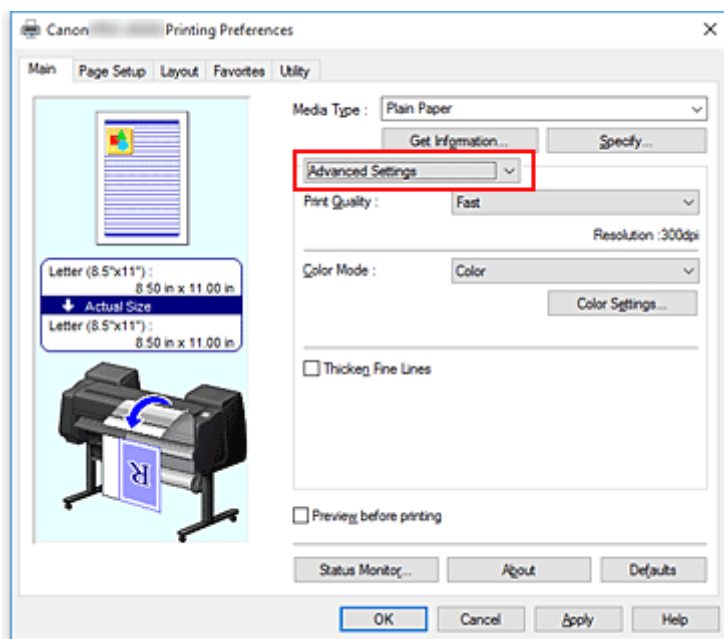 Canon Printing Preferences
Main Page Setup Layout Favorites Utility
Media Type : Plain Paper
Get Information... Specify...
Advanced Settings
Print Quality : Fast
Resolution :300dpi
Color Mode : Color
Color Settings...
Thicken Fine Lines
Letter (8.5"x11") :
8.50 in x 11.00 in
Actual Size
Letter (8.5"x11") :
8.50 in x 11.00 in
R
Preview before printing
Status Monitor... About Defaults
OK Cancel Apply Help